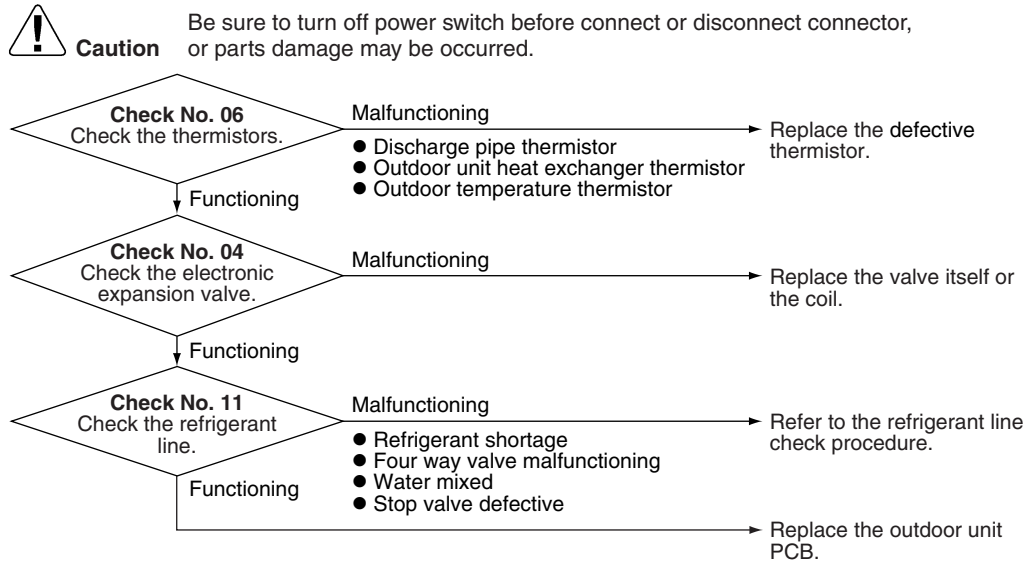 Be sure to turn off power switch before connect or disconnect connector,
Caution or parts damage may be occurred.
Check No. 06
Check the thermistors.
Malfunctioning
● Discharge pipe thermistor
● Outdoor unit heat exchanger thermistor
● Outdoor temperature thermistor
Replace the defective
thermistor.
Functioning
Check No. 04
Check the electronic
expansion valve.
Malfunctioning
Replace the valve itself or
the coil.
Functioning
Check No. 11
Check the refrigerant
line.
Malfunctioning
● Refrigerant shortage
● Four way valve malfunctioning
● Water mixed
● Stop valve defective
Refer to the refrigerant line
check procedure.
Functioning
Replace the outdoor unit
PCB.